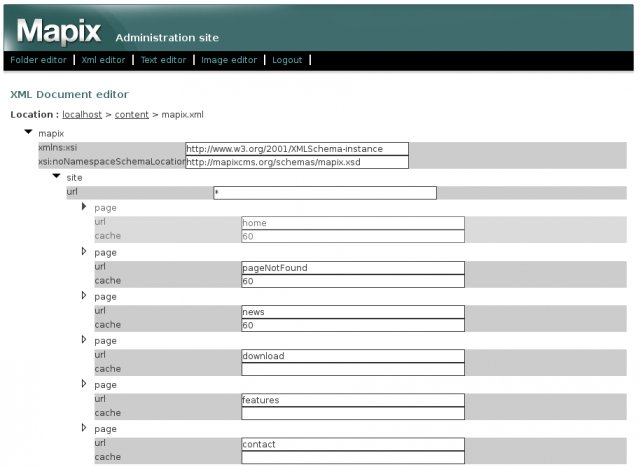 Mapix Administration site
Folder editor Xml editor Text editor Image editor Logout
XML Document editor
Location : localhost > content > mapix.xml
mapix
xmlns:xsi http://www.w3.org/2001/XMLSchema-instance
xsi:noNamespaceSchemaLocation http://mapixcms.org/schemas/mapix.xsd
site
url *
page
url home
cache 60
page
url pageNotFound
cache 60
page
url news
cache 60
page
url download
cache
page
url features
cache
page
url contact
cache